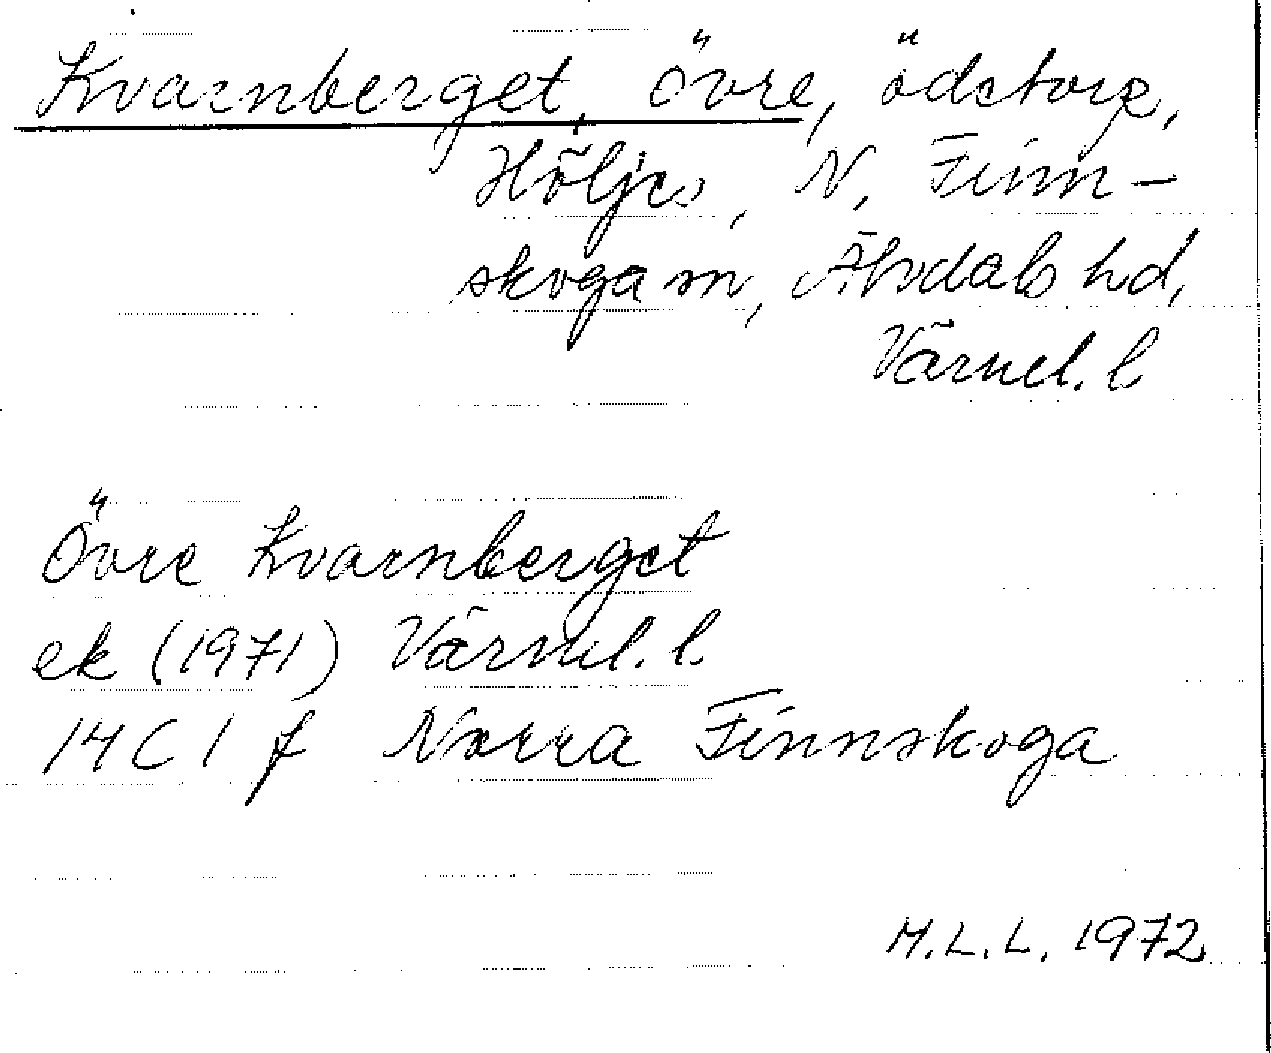 Kvarnberget, Övre, ödetorp,
Höljes, N. Finn-
skoga sn, Älvdals hd,
Värml. l
Övre Kvarnberget
ek (1971) Värml. l.
14 C 1 f Norra Finnskoga
M.L.L. 1972